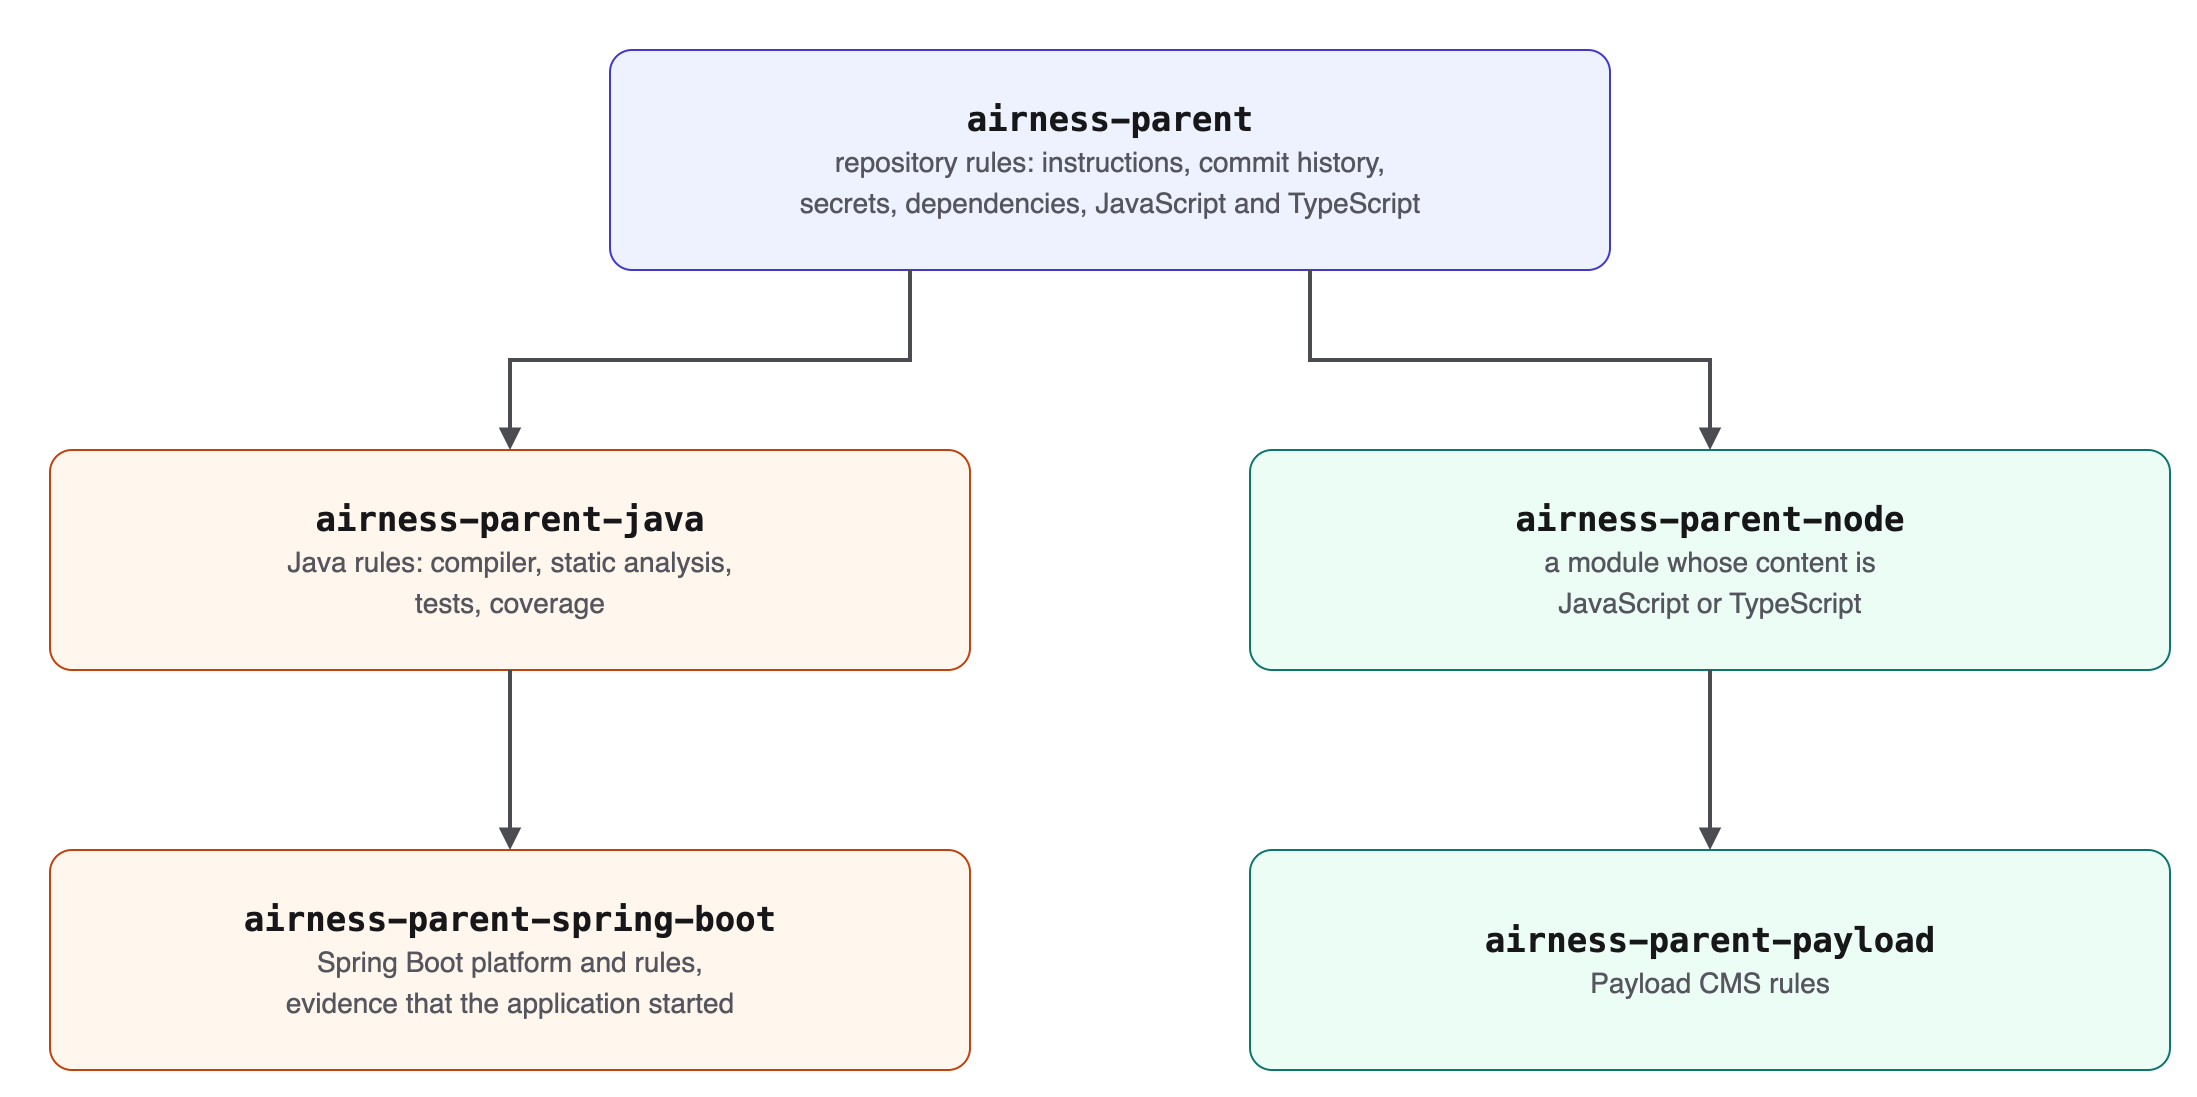 airness-parent
repository rules: instructions, commit history,
secrets, dependencies, JavaScript and TypeScript
airness-parent-java
Java rules: compiler, static analysis,
tests, coverage
airness-parent-node
a module whose content is
JavaScript or TypeScript
airness-parent-spring-boot
Spring Boot platform and rules,
evidence that the application started
airness-parent-payload
Payload CMS rules